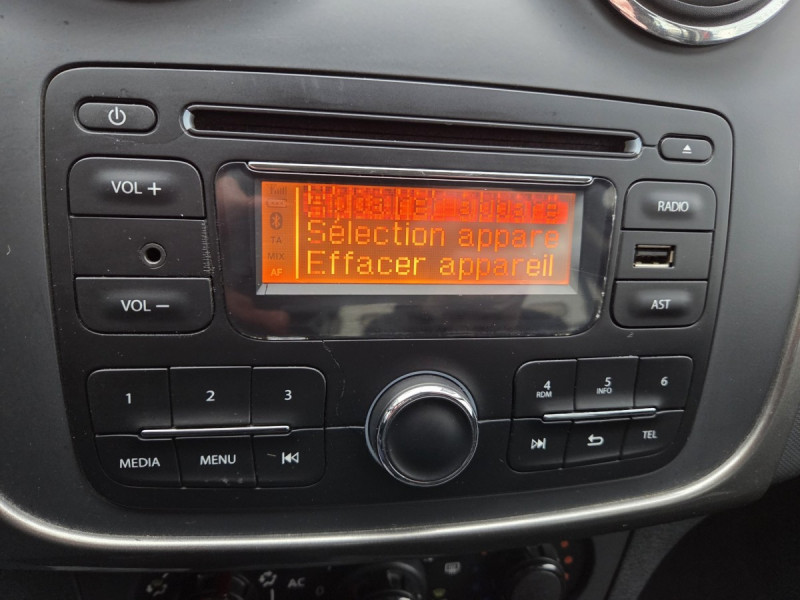 VOL +
RADIO
TA
MIX
AF
Sélection appare
Effacer appareil
VOL −
AST
1 2 3
4 RDM 5 INFO 6
MEDIA MENU
TEL
AC